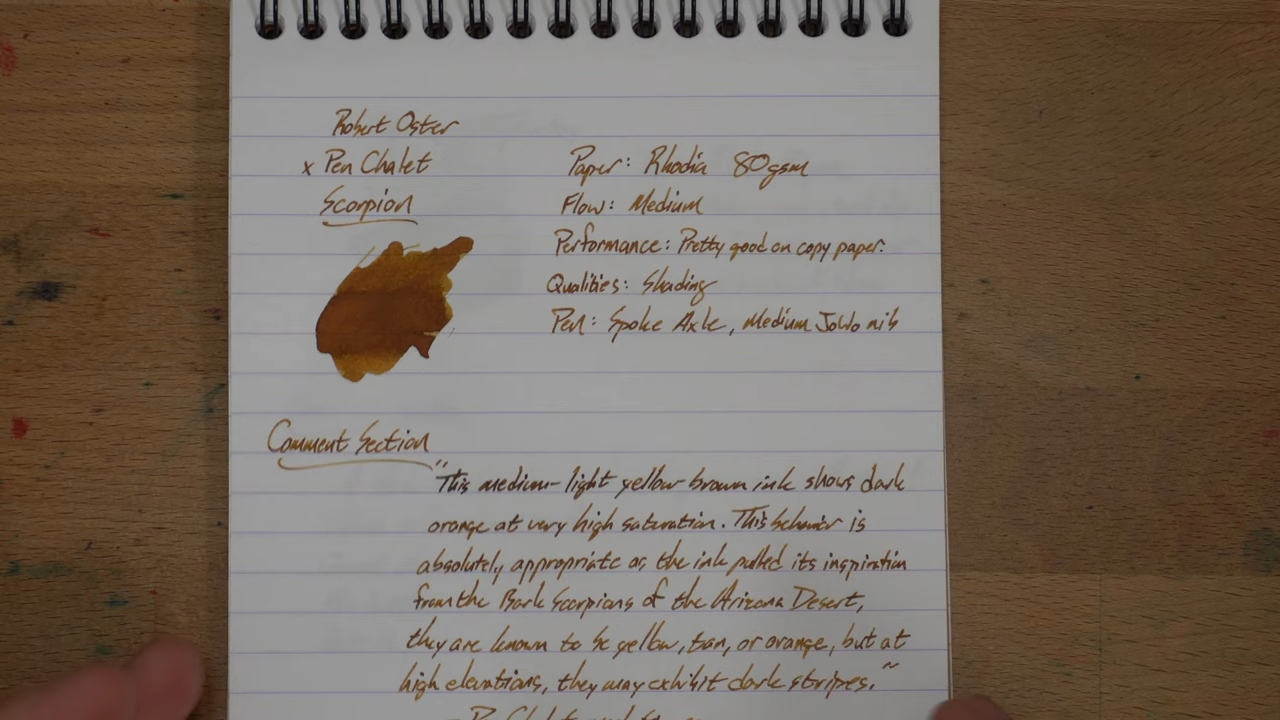 Robert Oster
x Pen Chalet
Scorpion
Paper: Rhodia 80gsm
Flow: Medium
Performance: Pretty good on copy paper.
Qualities: Shading
Pen: Spoke Axle, Medium JoWo nib
Comment Section
"This medium-light yellow-brown ink shows dark
orange at very high saturation. This behavior is
absolutely appropriate as the ink pulled its inspiration
from the Bark Scorpions of the Arizona Desert,
they are known to be yellow, tan, or orange, but at
high elevations, they may exhibit dark stripes."